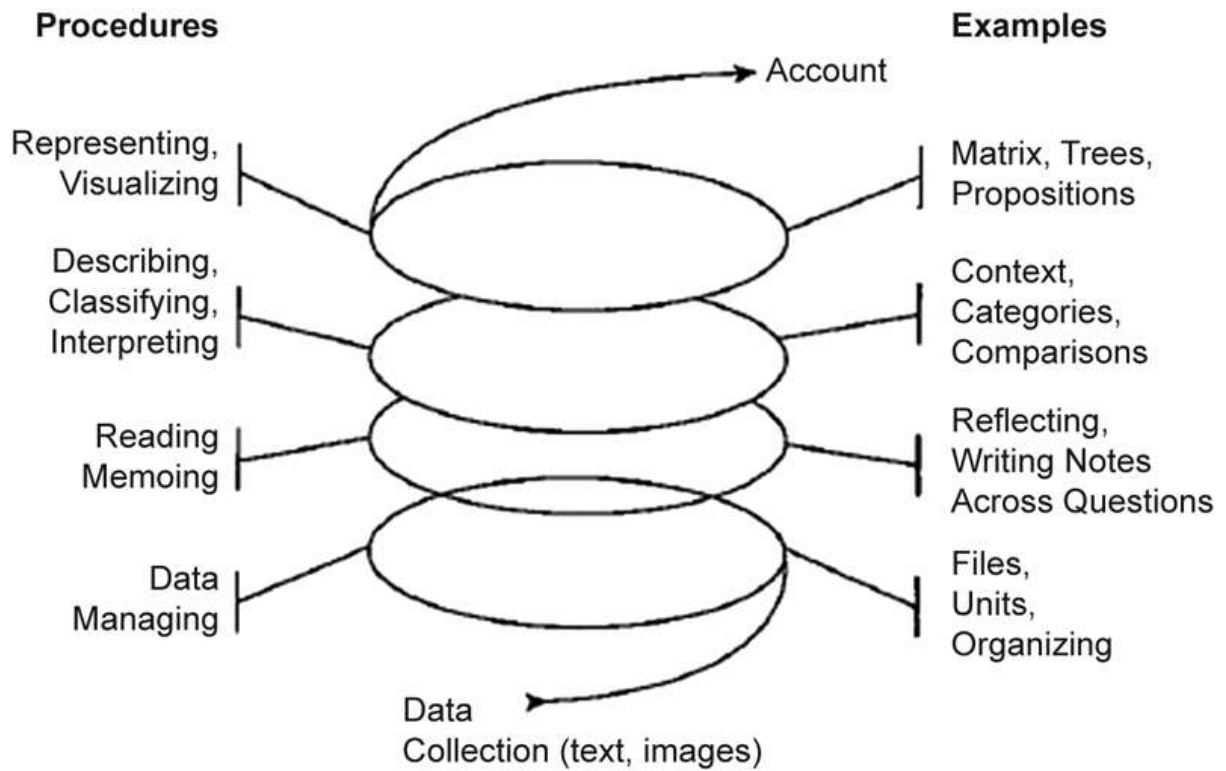 Procedures
Examples
Account
Representing,
Visualizing
Matrix, Trees,
Propositions
Describing,
Classifying,
Interpreting
Context,
Categories,
Comparisons
Reading
Memoing
Reflecting,
Writing Notes
Across Questions
Data
Managing
Files,
Units,
Organizing
Data
Collection (text, images)